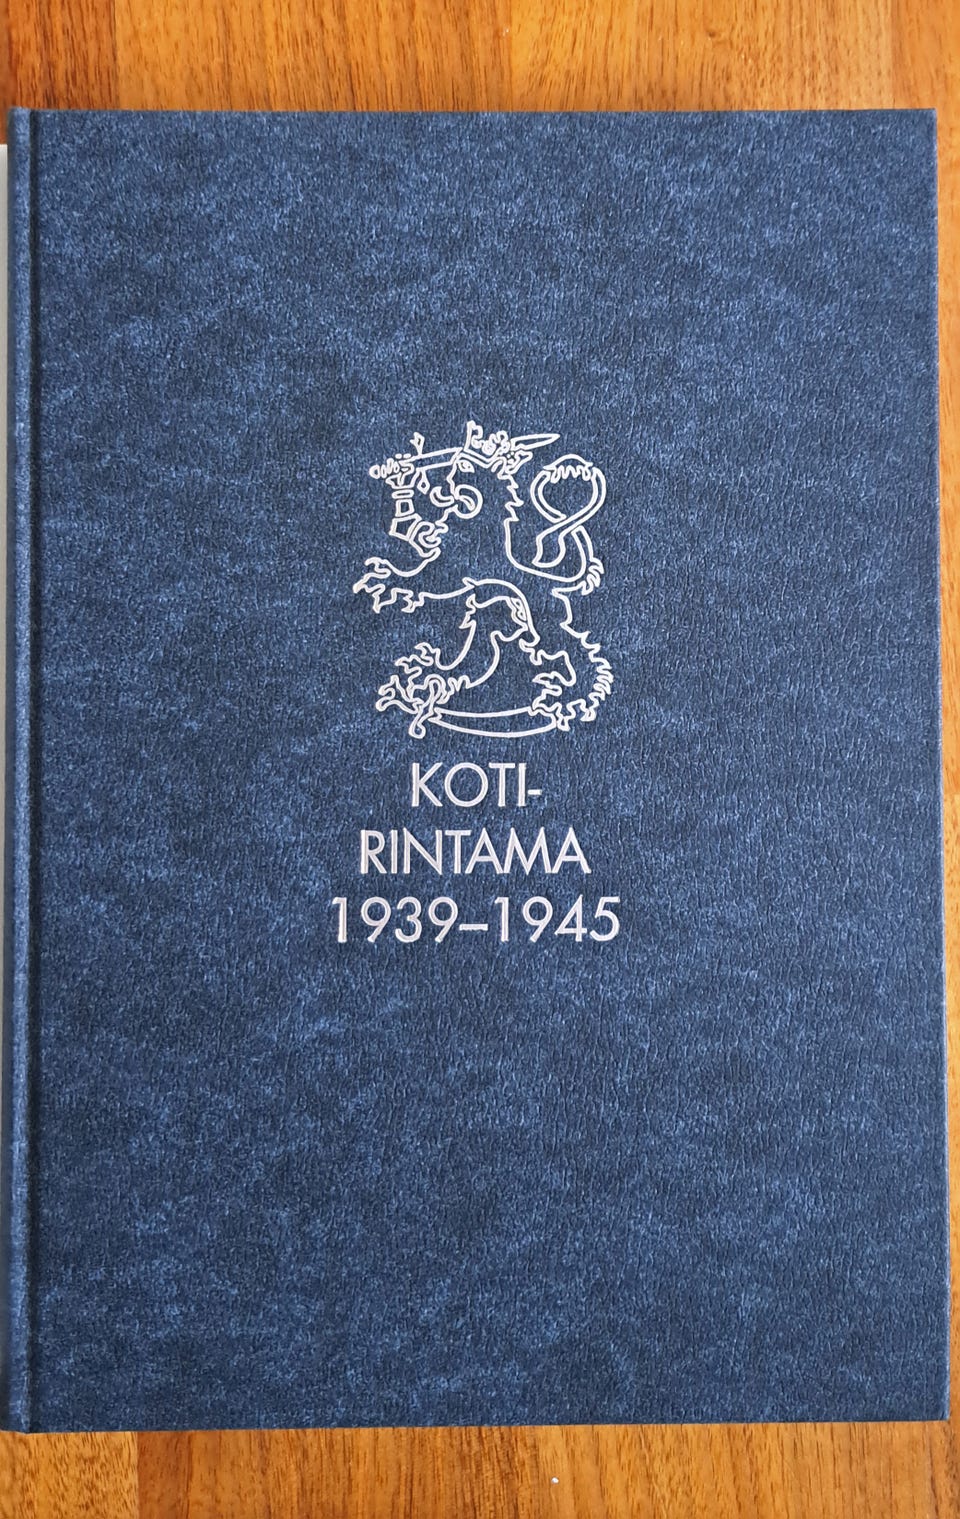 KOTI-
RINTAMA
1939–1945